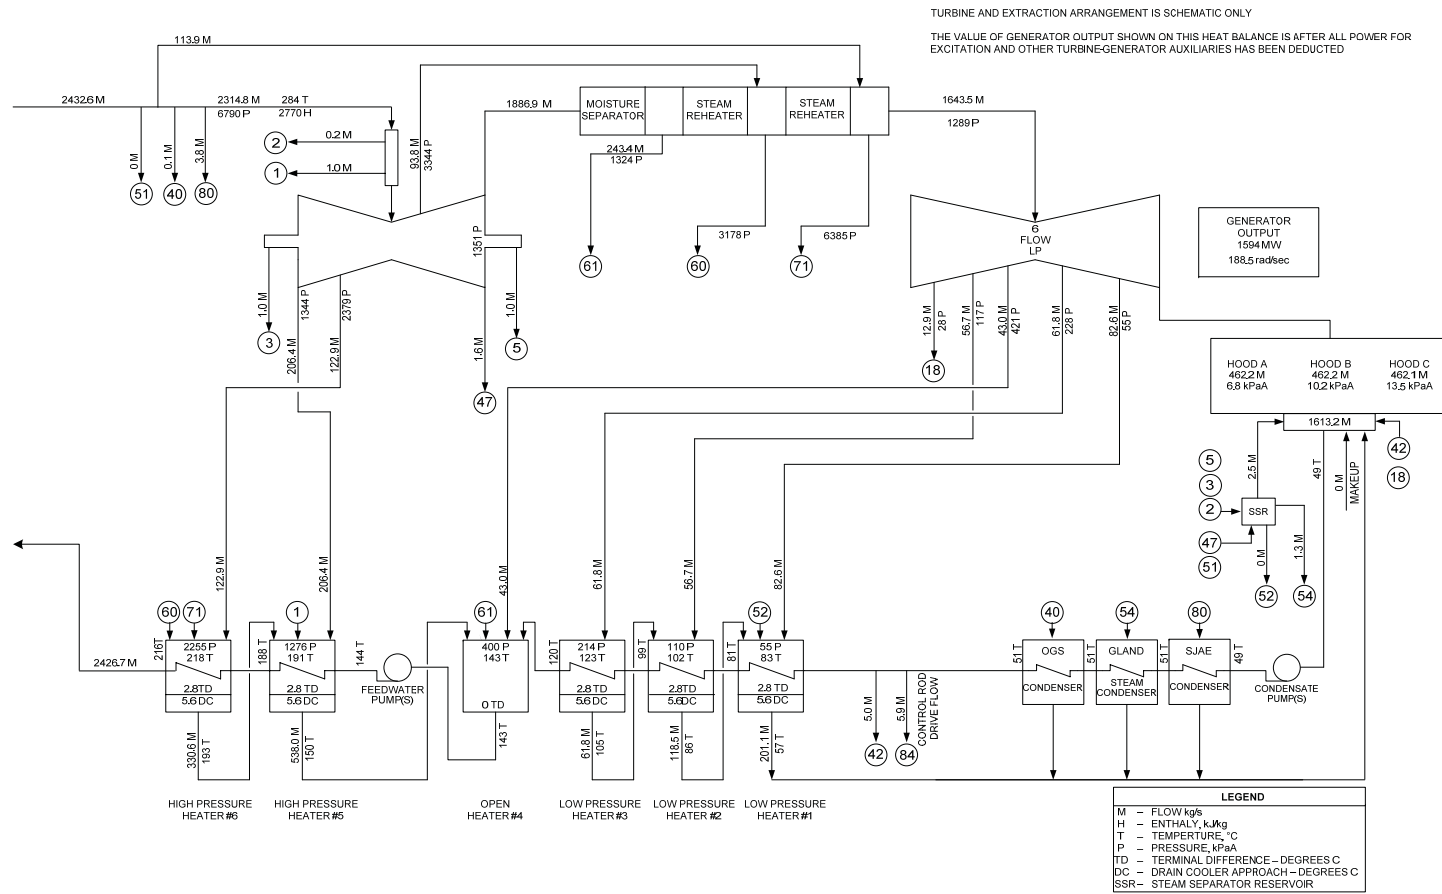 TURBINE AND EXTRACTION ARRANGEMENT IS SCHEMATIC ONLY
THE VALUE OF GENERATOR OUTPUT SHOWN ON THIS HEAT BALANCE IS AFTER ALL POWER FOR
EXCITATION AND OTHER TURBINE-GENERATOR AUXILIARIES HAS BEEN DEDUCTED
113.9 M
2432.6 M
2314.8 M
6790 P
284 T
2770 H
0 M
51
0.1 M
40
3.8 M
80
2
0.2 M
1
1.0 M
93.8 M
3344 P
1886.9 M
MOISTURE
SEPARATOR
STEAM
REHEATER
STEAM
REHEATER
1643.5 M
1289 P
243.4 M
1324 P
61
3178 P
60
6385 P
71
1351 P
6
FLOW
LP
GENERATOR
OUTPUT
1594 MW
188.5 rad/sec
1.0 M
3
1344 P
206.4 M
2379 P
122.9 M
1.6 M
47
1.0 M
5
12.9 M
28 P
18
56.7 M
117 P
43.0 M
421 P
61.8 M
228 P
82.6 M
55 P
HOOD A
462.2 M
6.8 kPaA
HOOD B
462.2 M
10.2 kPaA
HOOD C
462.1 M
13.5 kPaA
1613.2 M
42
18
5
3
2
47
51
SSR
2.5 M
0 M
52
1.3 M
54
49 T
0 M
MAKEUP
122.9 M
206.4 M
43.0 M
61.8 M
56.7 M
82.6 M
2426.7 M
60
71
216T
2255 P
218 T
2.8TD
5.6 DC
188 T
1
1276 P
191 T
2.8 TD
5.6 DC
144 T
FEEDWATER
PUMP(S)
61
400 P
143 T
0 TD
120 T
214 P
123 T
2.8 TD
5.6 DC
99 T
110 P
102 T
2.8TD
5.6 DC
81 T
52
55 P
83 T
2.8 TD
5.6 DC
5.0 M
42
5.9 M
84
CONTROL ROD
DRIVE FLOW
51 T
40
OGS
CONDENSER
51 T
54
GLAND
STEAM
CONDENSER
51 T
80
SJAE
CONDENSER
49 T
CONDENSATE
PUMP(S)
330.6 M
193 T
538.0 M
150 T
143 T
61.8 M
105 T
118.5 M
86 T
201.1 M
57 T
HIGH PRESSURE
HEATER #6
HIGH PRESSURE
HEATER #5
OPEN
HEATER #4
LOW PRESSURE
HEATER #3
LOW PRESSURE
HEATER #2
LOW PRESSURE
HEATER #1
LEGEND
M – FLOW kg/s
H – ENTHALY, kJ/kg
T – TEMPERTURE, °C
P – PRESSURE, kPaA
TD – TERMINAL DIFFERENCE – DEGREES C
DC – DRAIN COOLER APPROACH – DEGREES C
SSR – STEAM SEPARATOR RESERVOIR